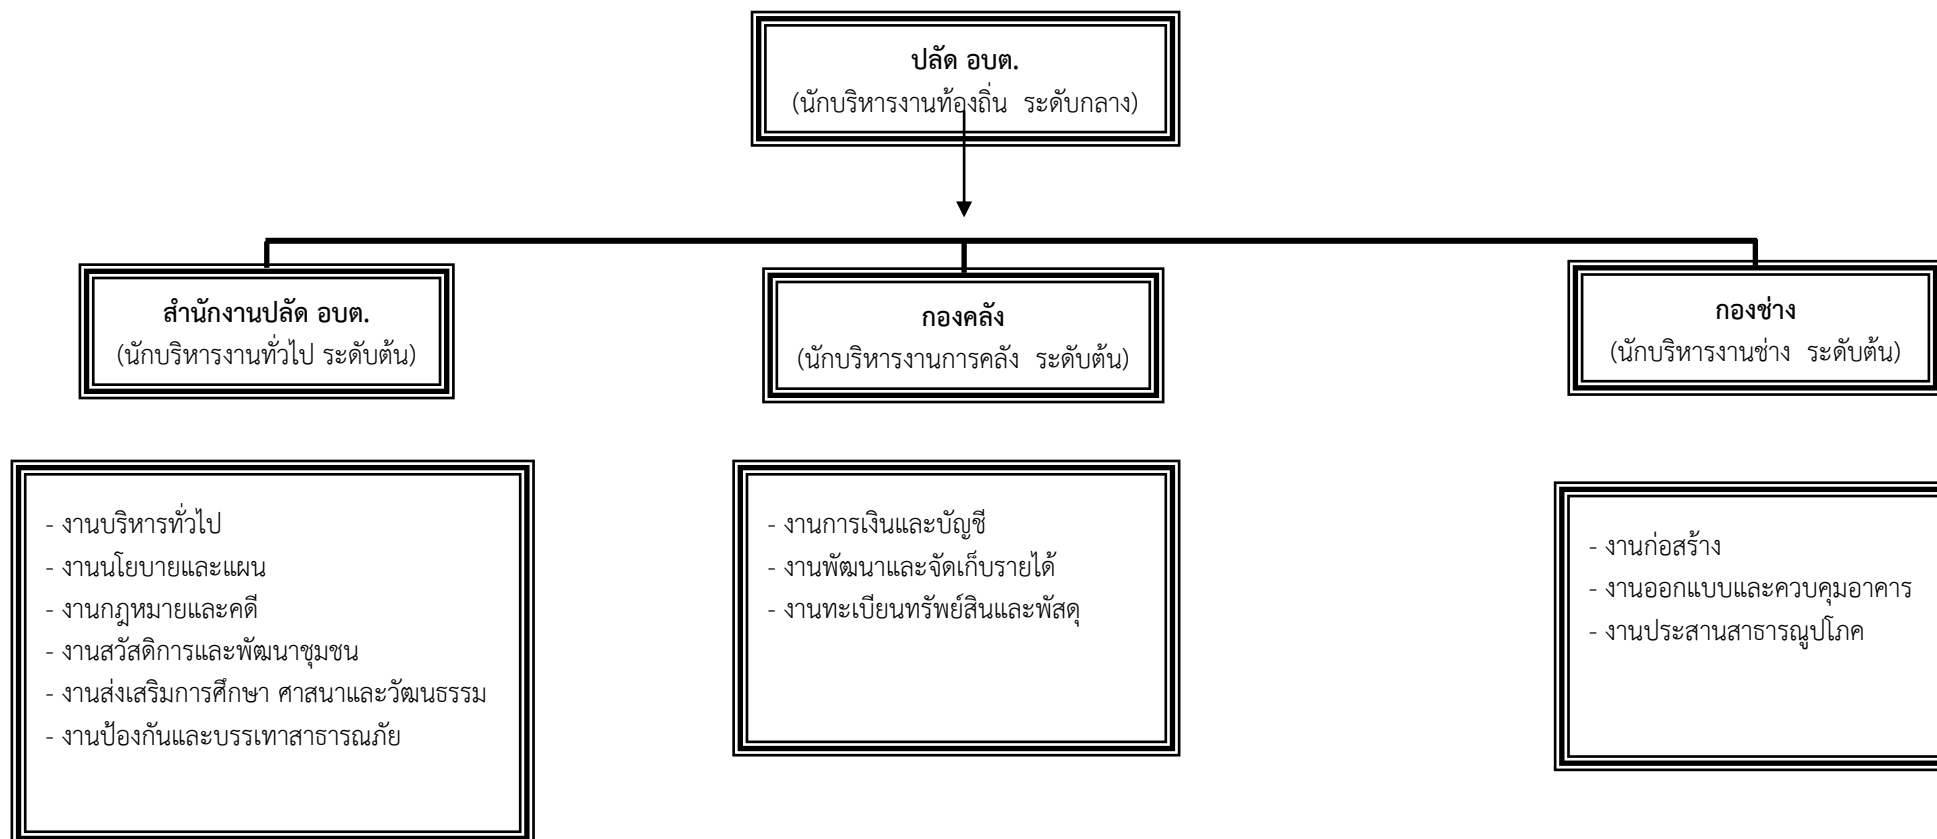 ปลัด อบต.
(นักบริหารงานท้องถิ่น ระดับกลาง)
สำนักงานปลัด อบต.
(นักบริหารงานทั่วไป ระดับต้น)
กองคลัง
(นักบริหารงานการคลัง ระดับต้น)
กองช่าง
(นักบริหารงานช่าง ระดับต้น)
- งานบริหารทั่วไป
- งานนโยบายและแผน
- งานกฎหมายและคดี
- งานสวัสดิการและพัฒนาชุมชน
- งานส่งเสริมการศึกษา ศาสนาและวัฒนธรรม
- งานป้องกันและบรรเทาสาธารณภัย
- งานการเงินและบัญชี
- งานพัฒนาและจัดเก็บรายได้
- งานทะเบียนทรัพย์สินและพัสดุ
- งานก่อสร้าง
- งานออกแบบและควบคุมอาคาร
- งานประสานสาธารณูปโภค